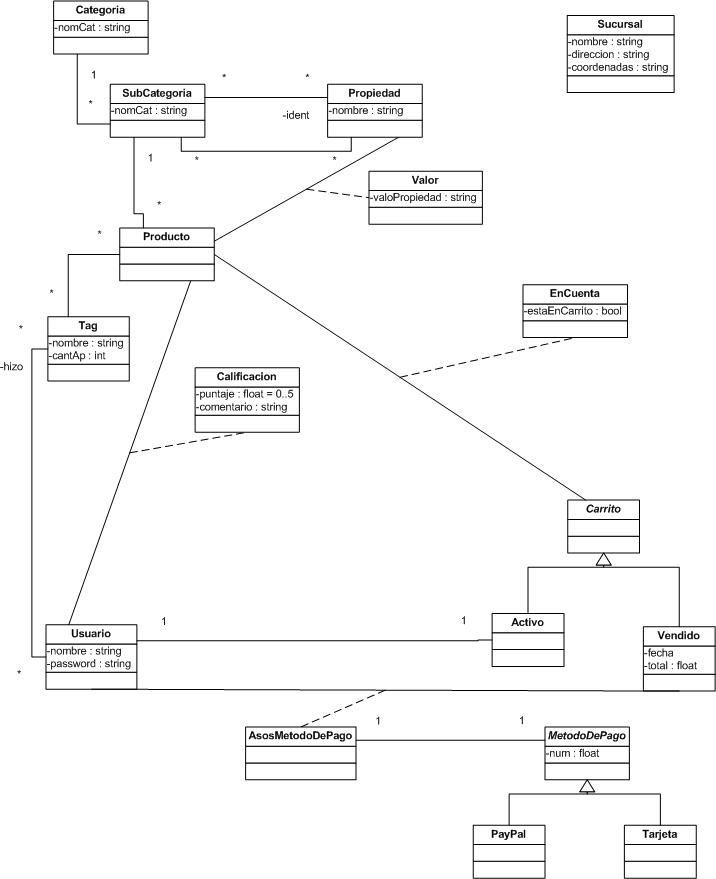 Categoria
-nomCat : string
Sucursal
-nombre : string
-direccion : string
-coordenadas : string
1
*
SubCategoria
-nomCat : string
*
*
-ident
Propiedad
-nombre : string
1
*
*
*
Valor
-valoPropiedad : string
Producto
*
*
Tag
-nombre : string
-cantAp : int
*
-hizo
EnCuenta
-estaEnCarrito : bool
Calificacion
-puntaje : float = 0..5
-comentario : string
Carrito
Activo
1
1
Usuario
-nombre : string
-password : string
*
Vendido
-fecha
-total : float
AsosMetodoDePago
1
1
MetodoDePago
-num : float
PayPal
Tarjeta